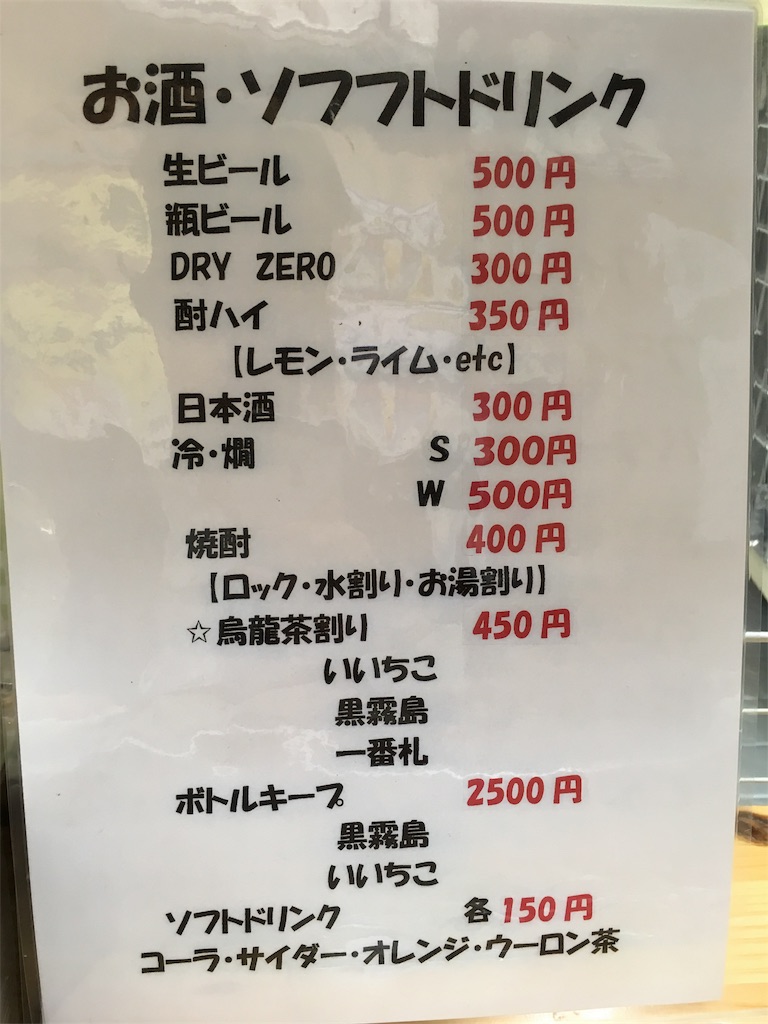 お酒・ソフフトドリンク
生ビール 500円
瓶ビール 500円
DRY ZERO 300円
酎ハイ 350円
【レモン・ライム・etc】
日本酒 300円
冷・燗 S 300円
W 500円
焼酎 400円
【ロック・水割り・お湯割り】
☆烏龍茶割り 450円
いいちこ
黒霧島
一番札
ボトルキープ 2500円
黒霧島
いいちこ
ソフトドリンク 各150円
コーラ・サイダー・オレンジ・ウーロン茶